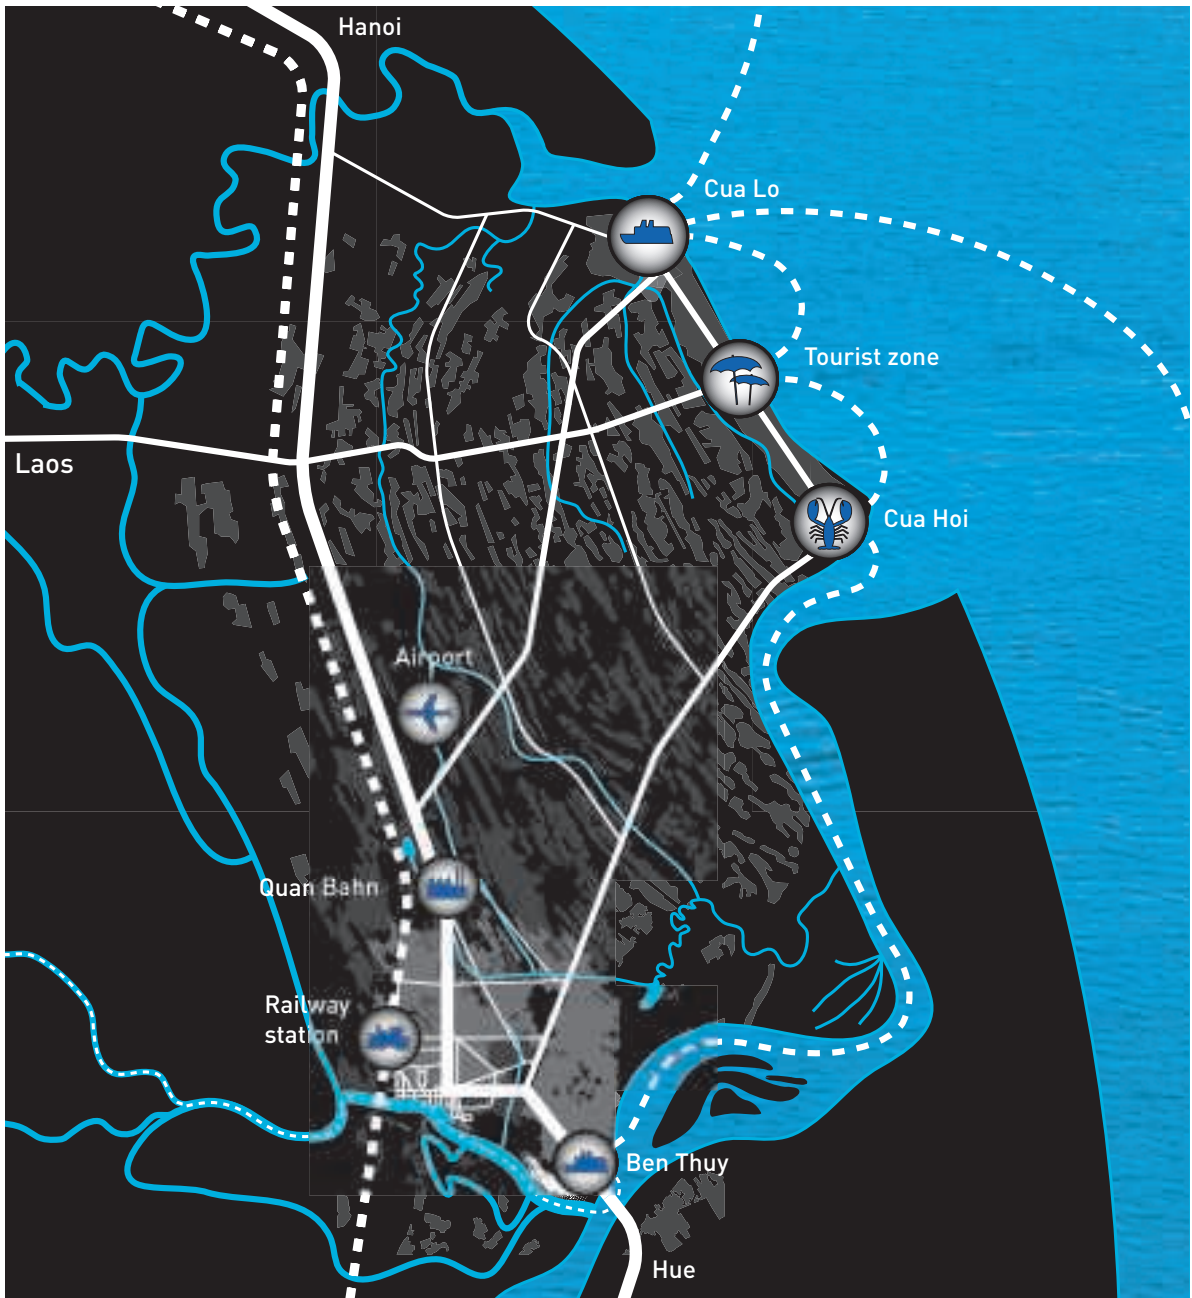 Hanoi
Cua Lo
Tourist zone
Laos
Cua Hoi
Airport
Quan Bahn
Railway
station
Ben Thuy
Hue